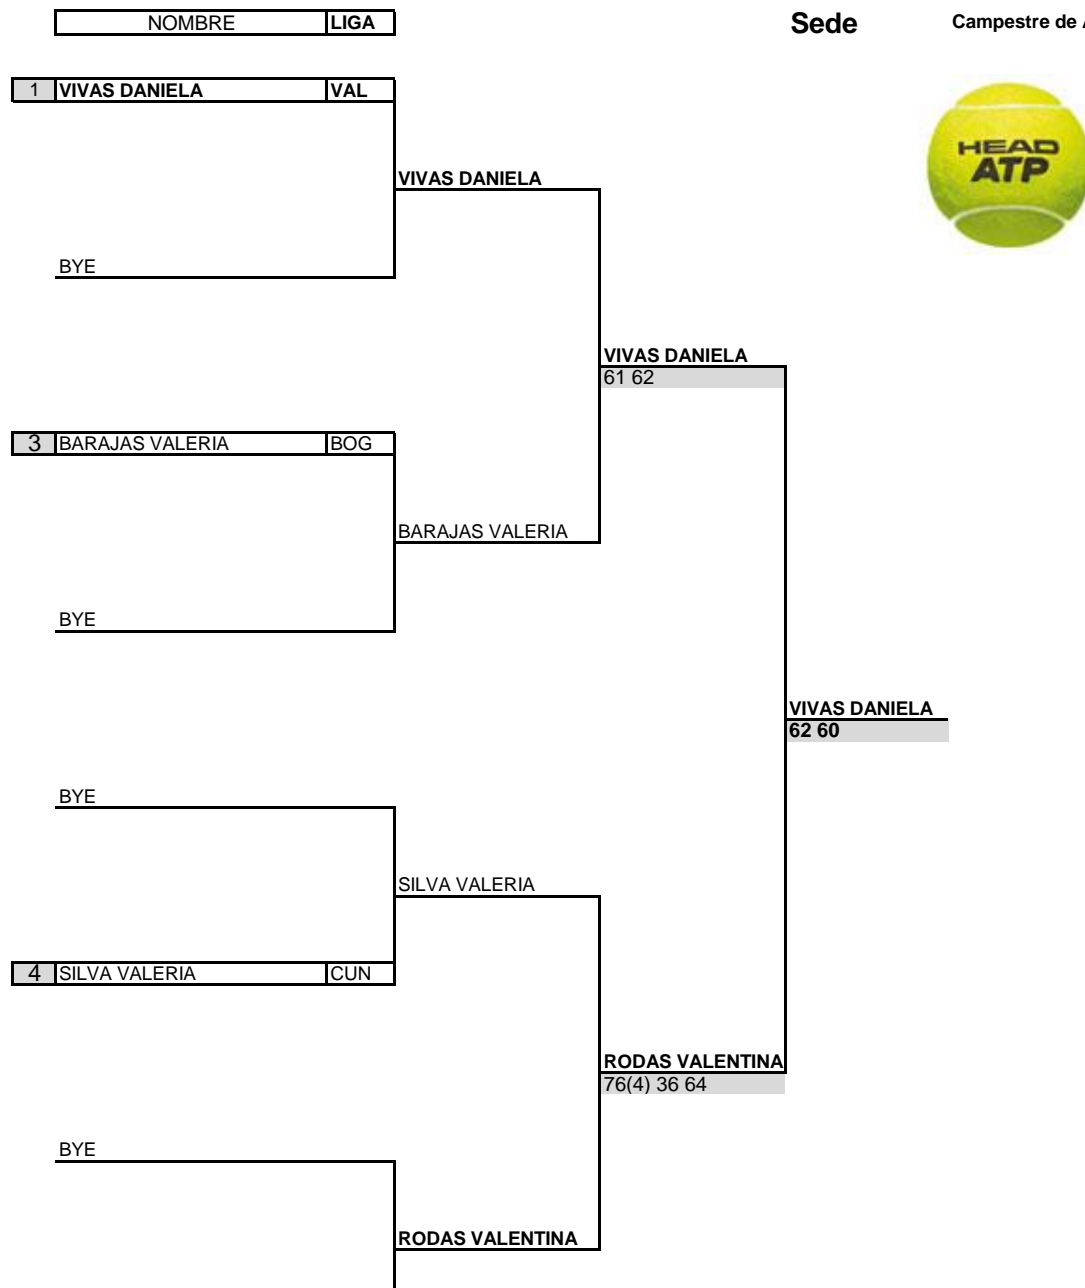 NOMBRE LIGA
Sede Campestre de
1 VIVAS DANIELA VAL
HEAD
ATP
VIVAS DANIELA
BYE
VIVAS DANIELA
61 62
3 BARAJAS VALERIA BOG
BARAJAS VALERIA
BYE
VIVAS DANIELA
62 60
BYE
SILVA VALERIA
4 SILVA VALERIA CUN
RODAS VALENTINA
76(4) 36 64
BYE
RODAS VALENTINA